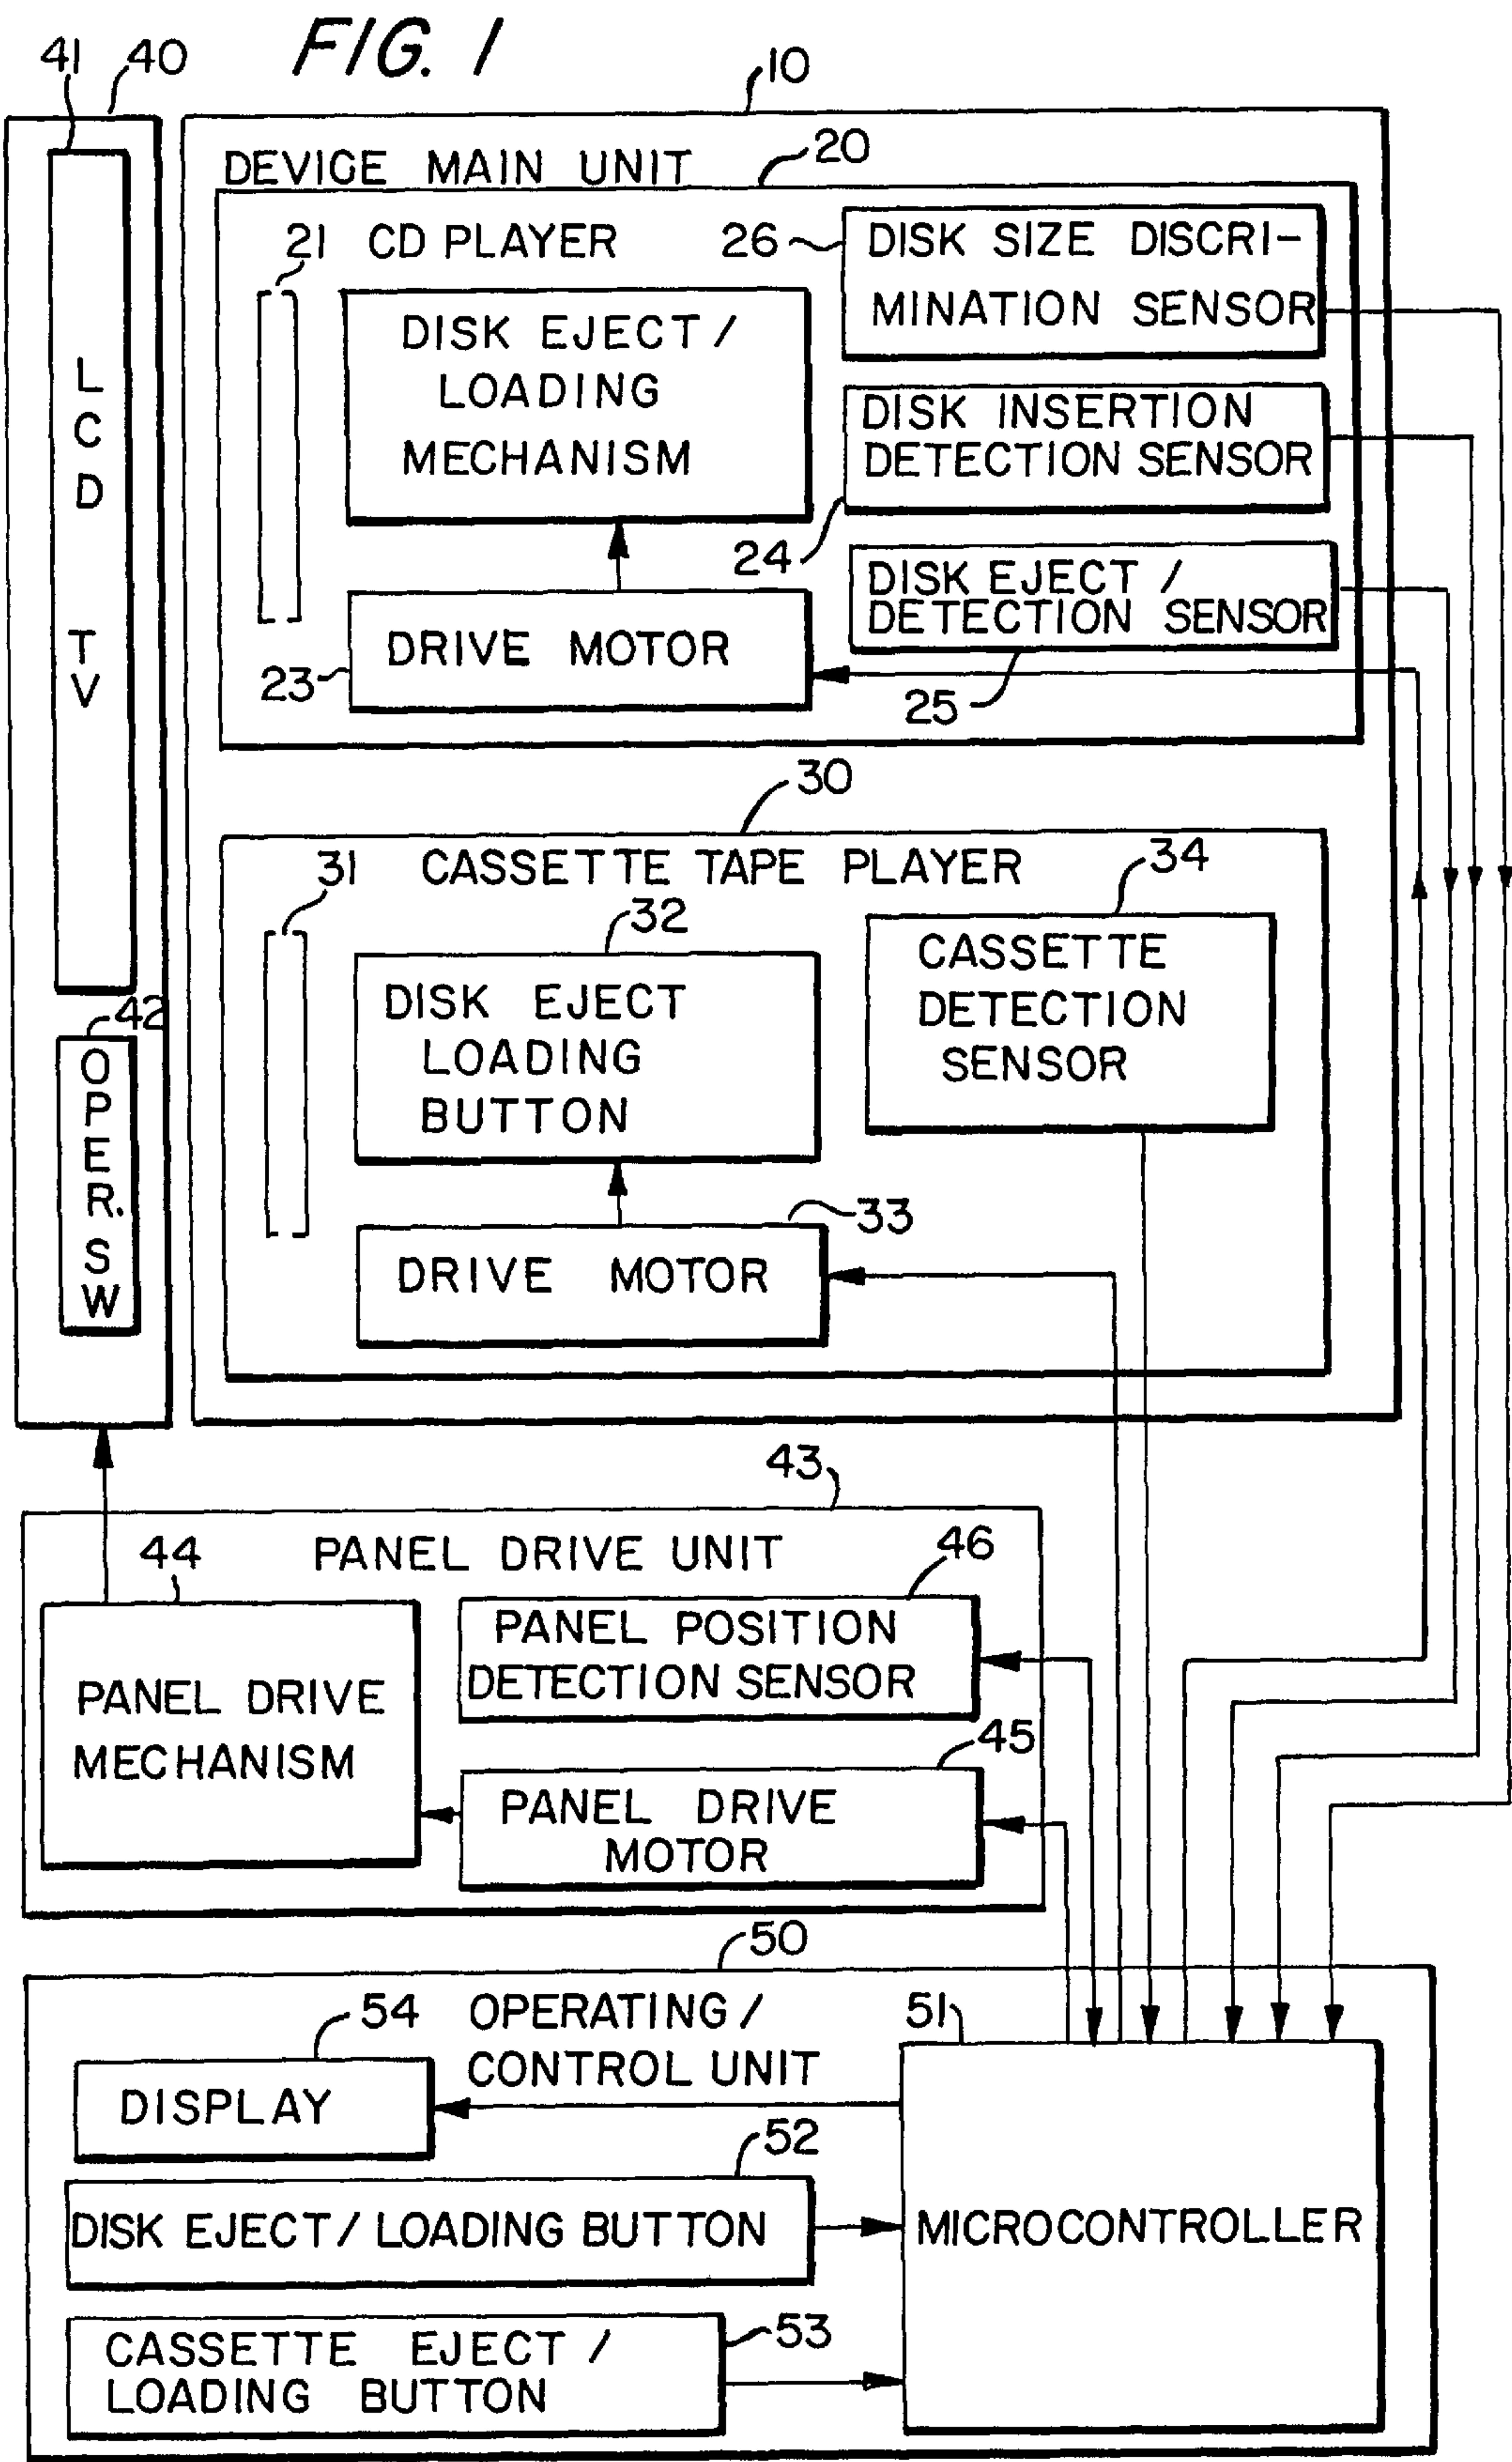 FIG. 1
41
40
10
DEVICE MAIN UNIT
20
21
CD PLAYER
26
DISK SIZE DISCRI-
MINATION SENSOR
DISK EJECT /
LOADING
MECHANISM
DISK INSERTION
DETECTION SENSOR
24
DISK EJECT /
DETECTION SENSOR
25
DRIVE MOTOR
23
LCD
TV
30
31
CASSETTE TAPE PLAYER
34
32
DISK EJECT
LOADING
BUTTON
CASSETTE
DETECTION
SENSOR
33
DRIVE MOTOR
42
OPER.
SW
43
44
PANEL DRIVE UNIT
46
PANEL POSITION
DETECTION SENSOR
PANEL DRIVE
MECHANISM
45
PANEL DRIVE
MOTOR
50
54
OPERATING /
CONTROL UNIT
51
DISPLAY
52
DISK EJECT / LOADING BUTTON
MICROCONTROLLER
53
CASSETTE EJECT /
LOADING BUTTON